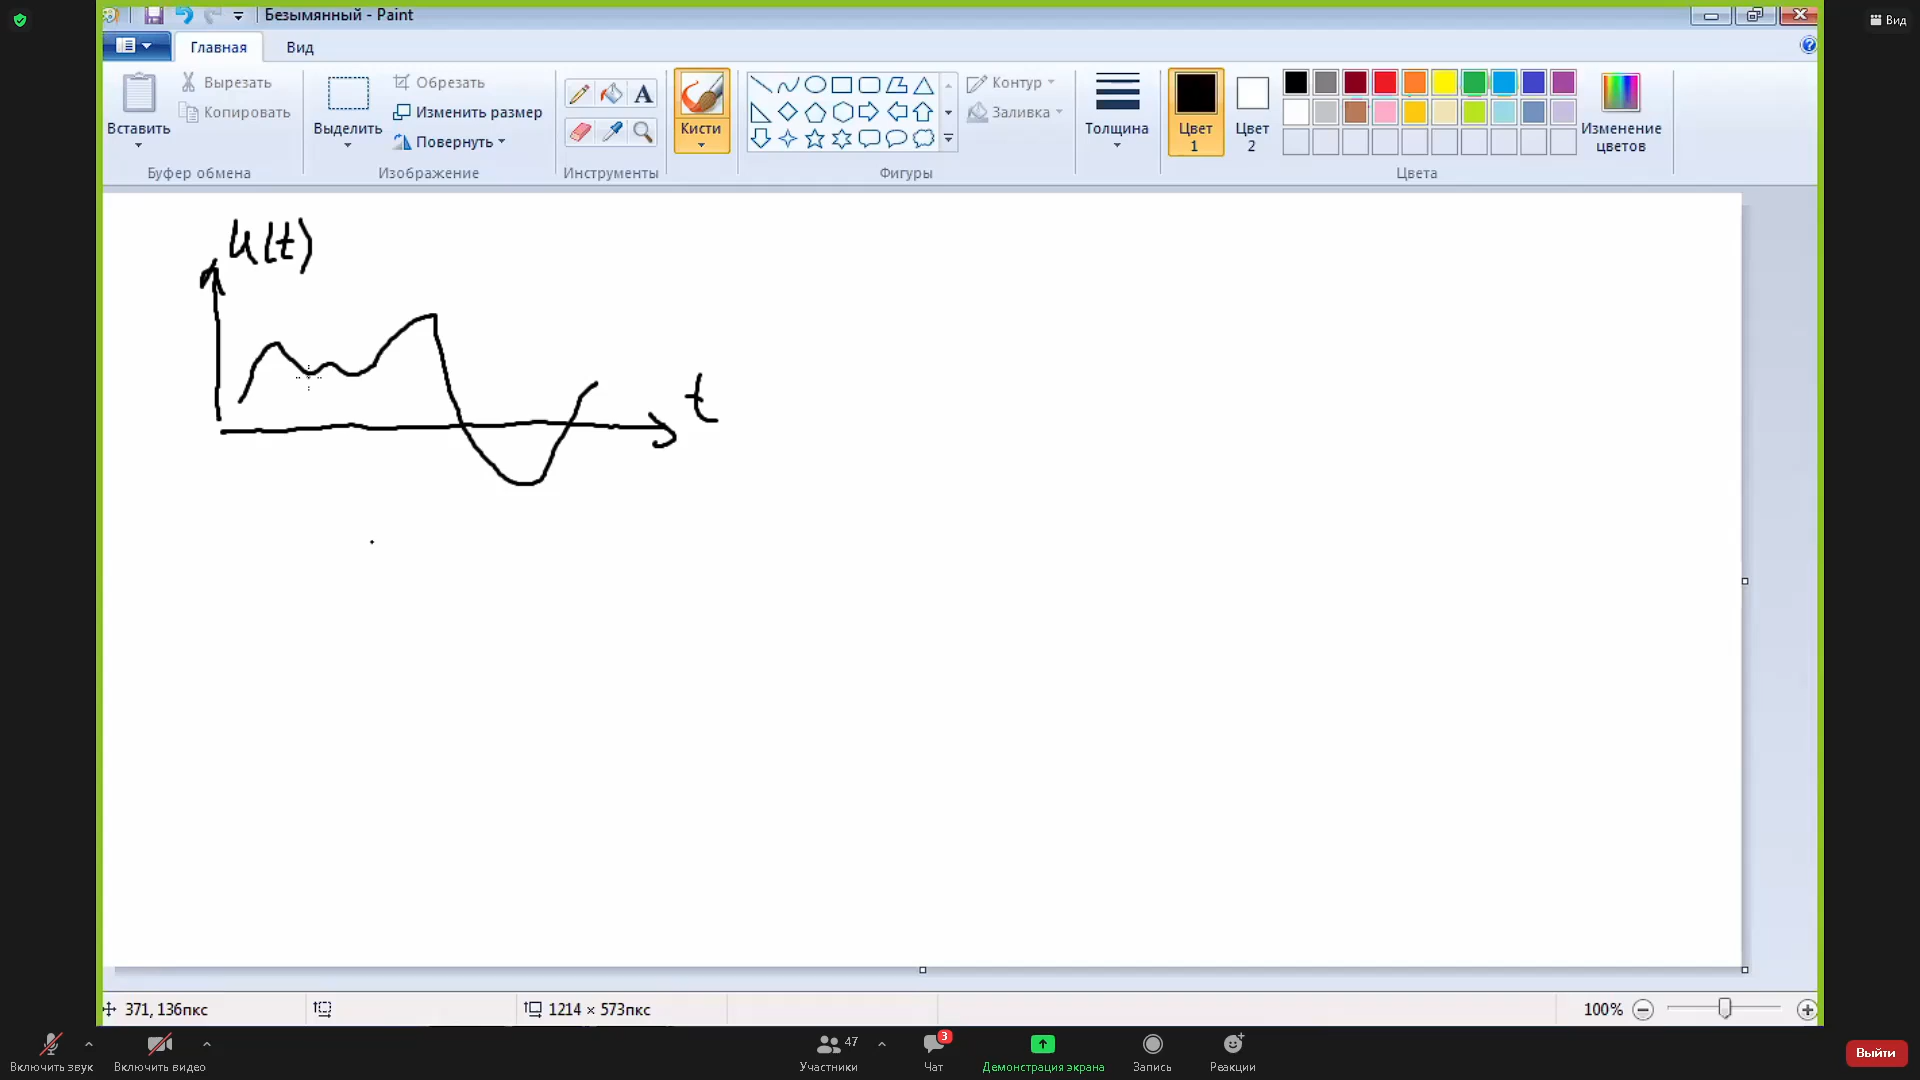 Безымянный - Paint
Вид
Главная
Вид
Вставить
Вырезать
Копировать
Буфер обмена
Выделить
Обрезать
Изменить размер
Повернуть
Изображение
A
Инструменты
Кисти
Контур
Заливка
Фигуры
Толщина
Цвет 1
Цвет 2
Изменение цветов
Цвета
u(t)
t
371, 136пкс
1214 × 573пкс
100%
Включить звук
Включить видео
47
Участники
3
Чат
Демонстрация экрана
Запись
Реакции
Выйти